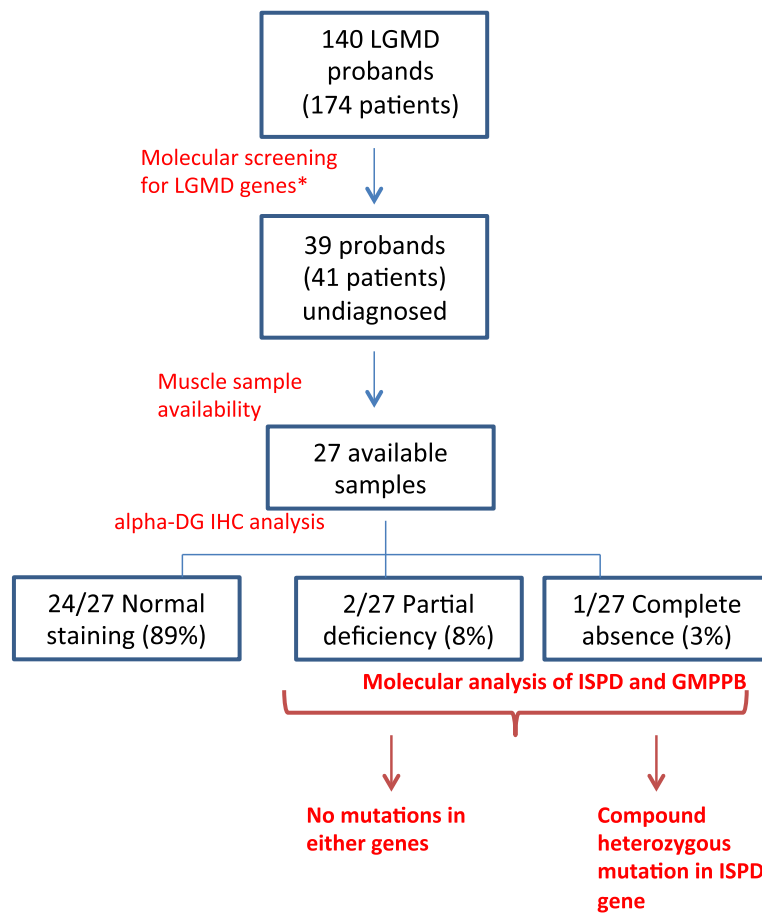 140 LGMD
probands
(174 patients)
Molecular screening
for LGMD genes*
39 probands
(41 patients)
undiagnosed
Muscle sample
availability
27 available
samples
alpha-DG IHC analysis
24/27 Normal
staining (89%)
2/27 Partial
deficiency (8%)
1/27 Complete
absence (3%)
Molecular analysis of ISPD and GMPPB
No mutations in
either genes
Compound
heterozygous
mutation in ISPD
gene